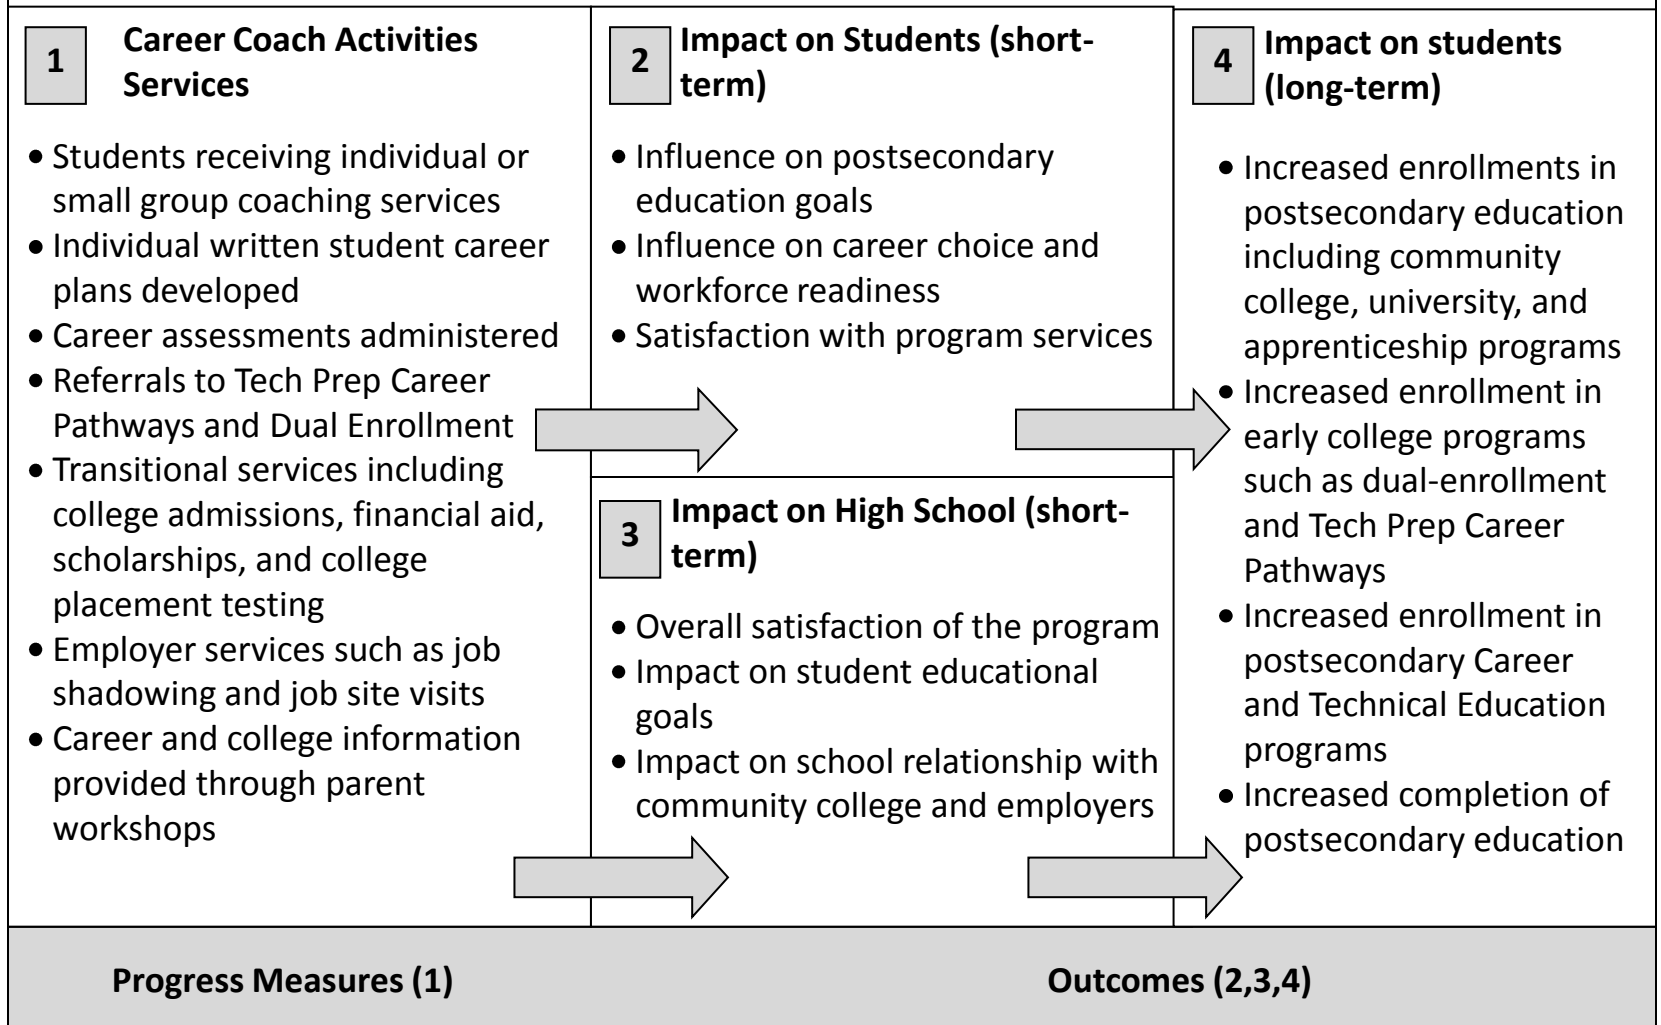 1
Career Coach Activities
Services
• Students receiving individual or
small group coaching services
• Individual written student career
plans developed
• Career assessments administered
• Referrals to Tech Prep Career
Pathways and Dual Enrollment
• Transitional services including
college admissions, financial aid,
scholarships, and college
placement testing
• Employer services such as job
shadowing and job site visits
• Career and college information
provided through parent
workshops
2
Impact on Students (short-
term)
• Influence on postsecondary
education goals
• Influence on career choice and
workforce readiness
• Satisfaction with program services
3
Impact on High School (short-
term)
• Overall satisfaction of the program
• Impact on student educational
goals
• Impact on school relationship with
community college and employers
4
Impact on students
(long-term)
• Increased enrollments in
postsecondary education
including community
college, university, and
apprenticeship programs
• Increased enrollment in
early college programs
such as dual-enrollment
and Tech Prep Career
Pathways
• Increased enrollment in
postsecondary Career
and Technical Education
programs
• Increased completion of
postsecondary education
Progress Measures (1)
Outcomes (2,3,4)